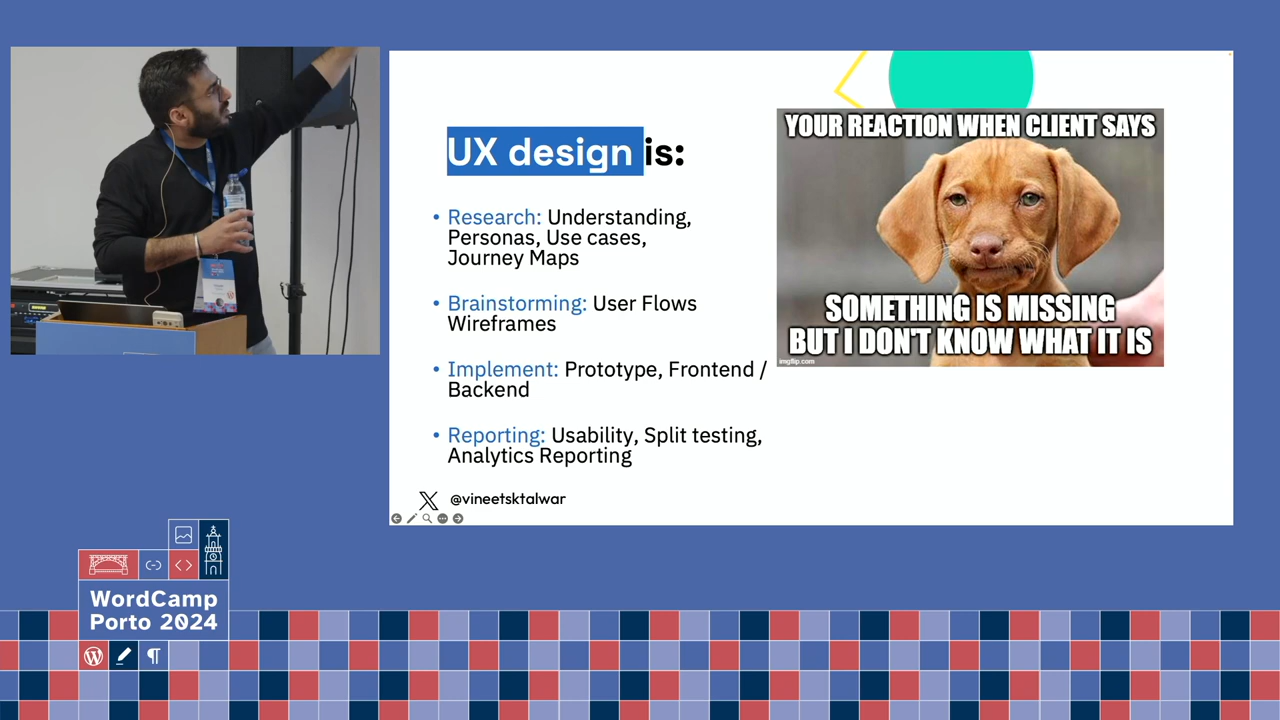 UX design is:
• Research: Understanding,
Personas, Use cases,
Journey Maps
• Brainstorming: User Flows
Wireframes
• Implement: Prototype, Frontend /
Backend
• Reporting: Usability, Split testing,
Analytics Reporting
@vineetsktalwar
YOUR REACTION WHEN CLIENT SAYS
SOMETHING IS MISSING
BUT I DON'T KNOW WHAT IT IS
imgflip.com
WordCamp
Porto 2024